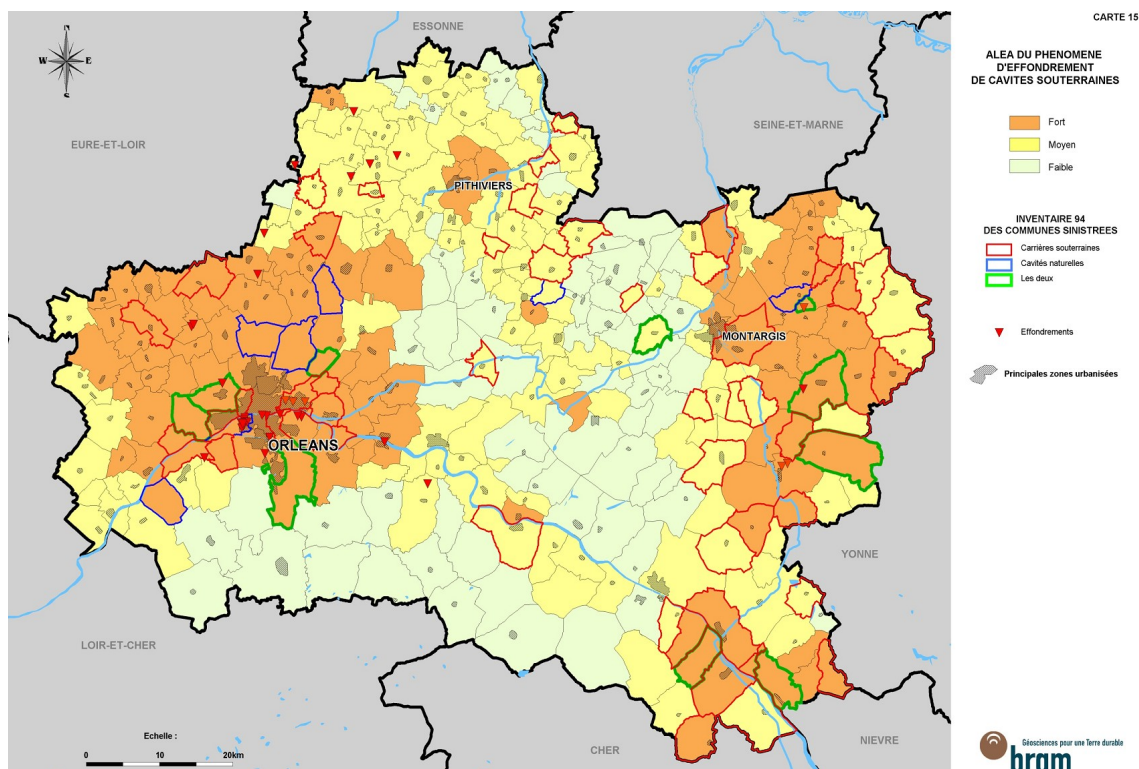 CARTE 15
ALEA DU PHENOMENE
D'EFFONDREMENT
DE CAVITES SOUTERRAINES
Fort
Moyen
Faible
INVENTAIRE 94
DES COMMUNES SINISTREES
Carrières souterraines
Cavités naturelles
Les deux
Effondrements
Principales zones urbanisées
N
W E
S
ESSONNE
SEINE-ET-MARNE
EURE-ET-LOIR
PITHIVIERS
MONTARGIS
ORLEANS
YONNE
LOIR-ET-CHER
CHER
NIEVRE
Echelle :
0 10 20km
Géosciences pour une Terre durable
brgm